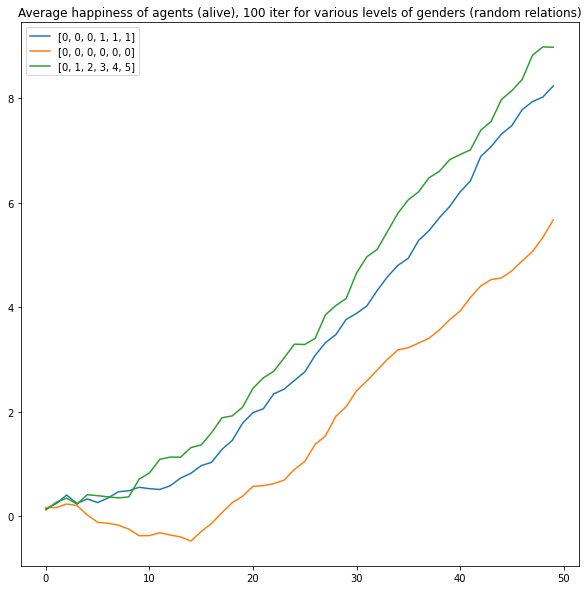 Average happiness of agents (alive), 100 iter for various levels of genders (random relations)
[0, 0, 0, 1, 1, 1]
[0, 0, 0, 0, 0, 0]
[0, 1, 2, 3, 4, 5]
8
6
4
2
0
0 10 20 30 40 50